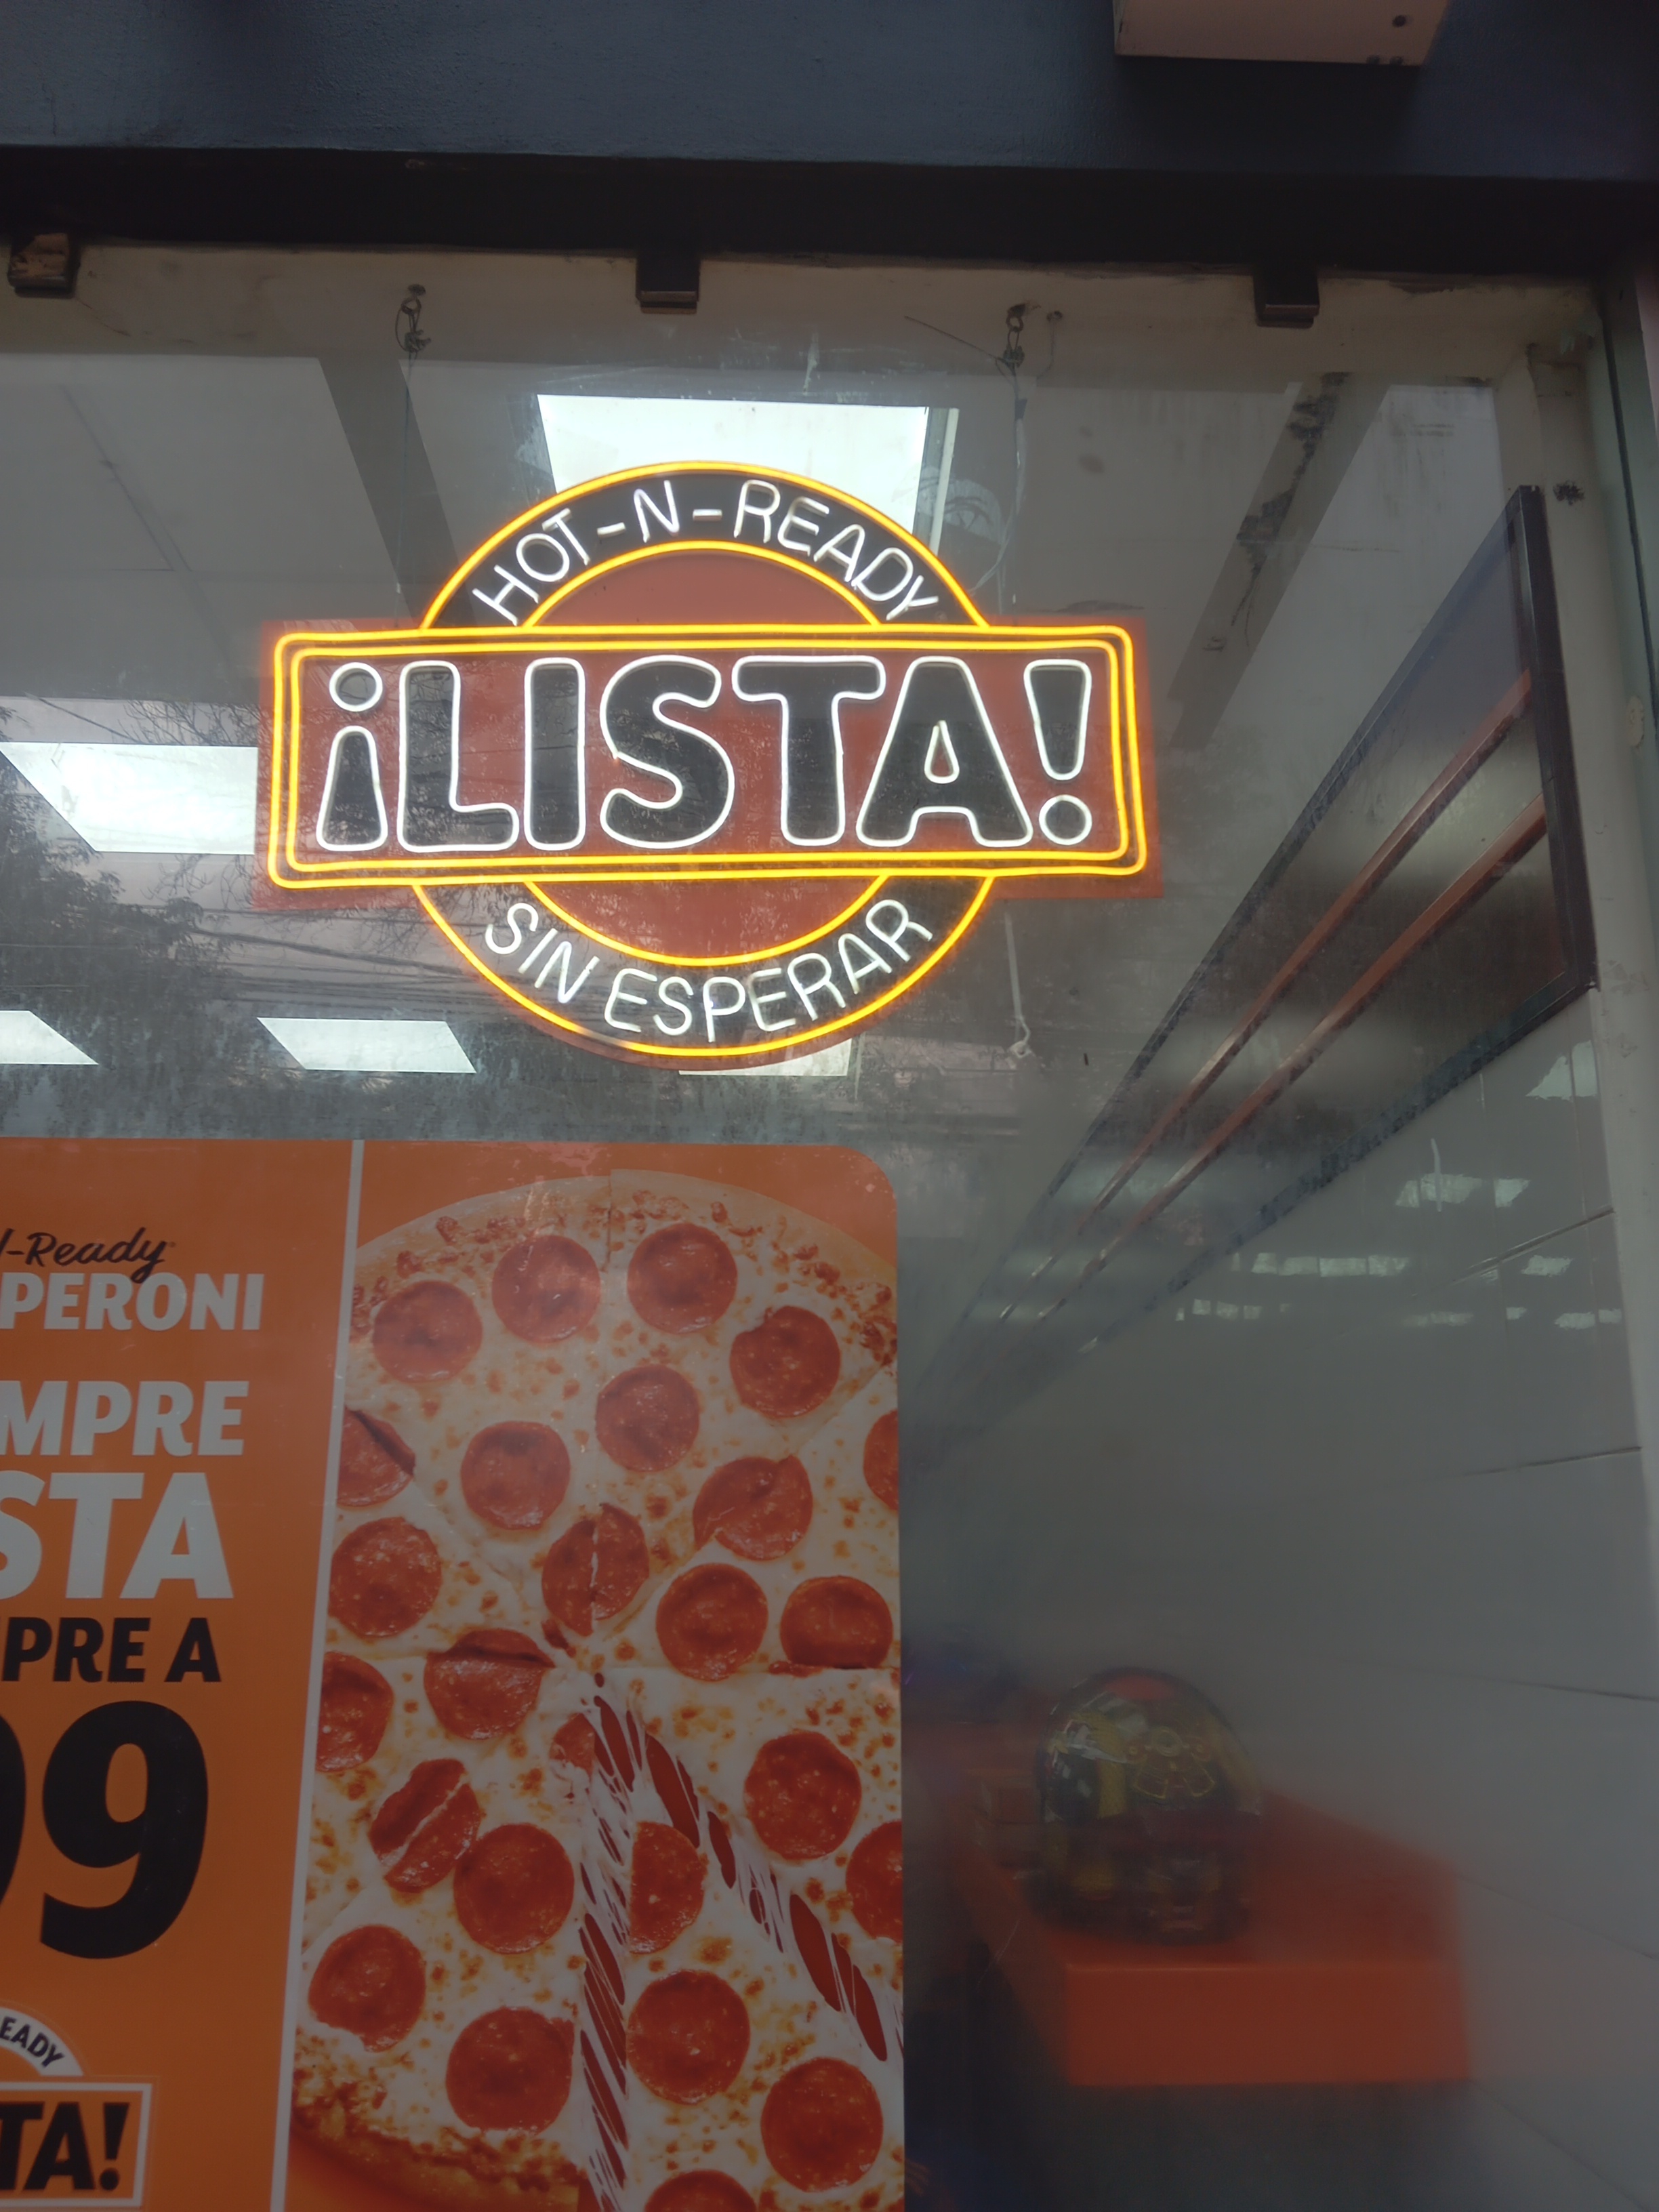 HOT-N-READY
¡LISTA!
SIN ESPERAR
-Ready
PERONI
MPRE
STA
PRE A
99
EADY
TA!